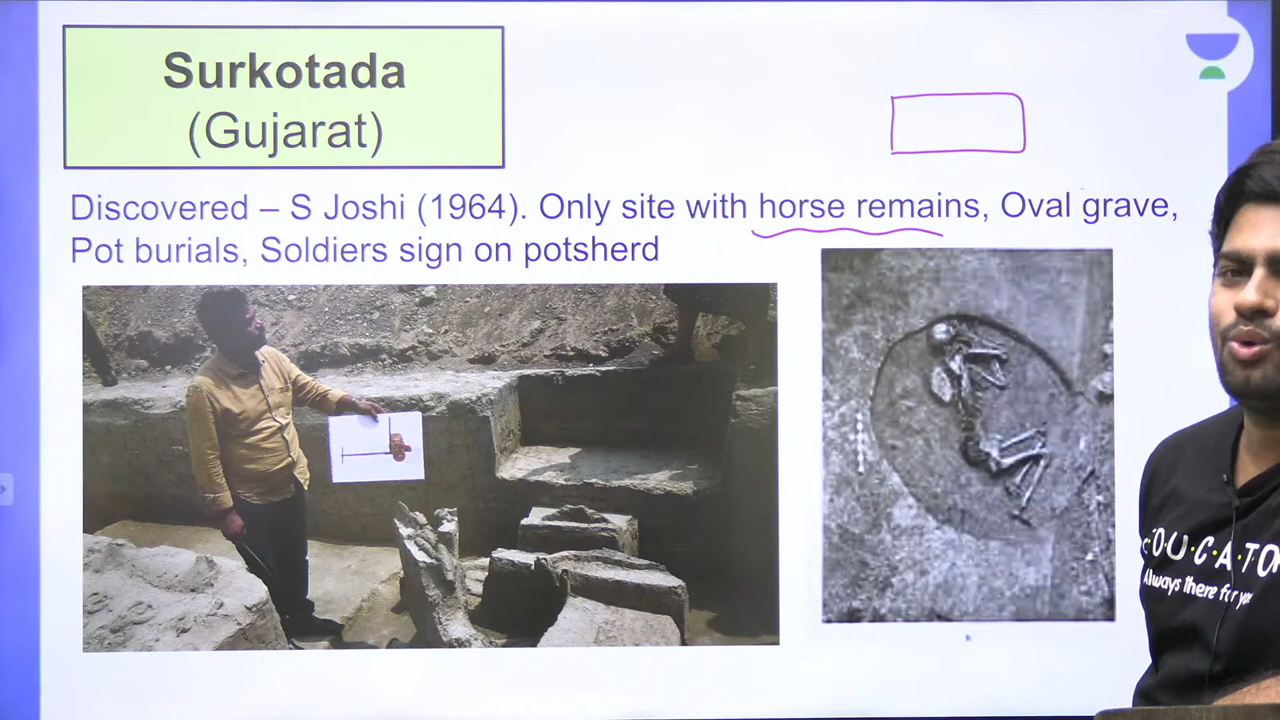 Surkotada
(Gujarat)
Discovered – S Joshi (1964). Only site with horse remains, Oval grave,
Pot burials, Soldiers sign on potsherd
Always there for